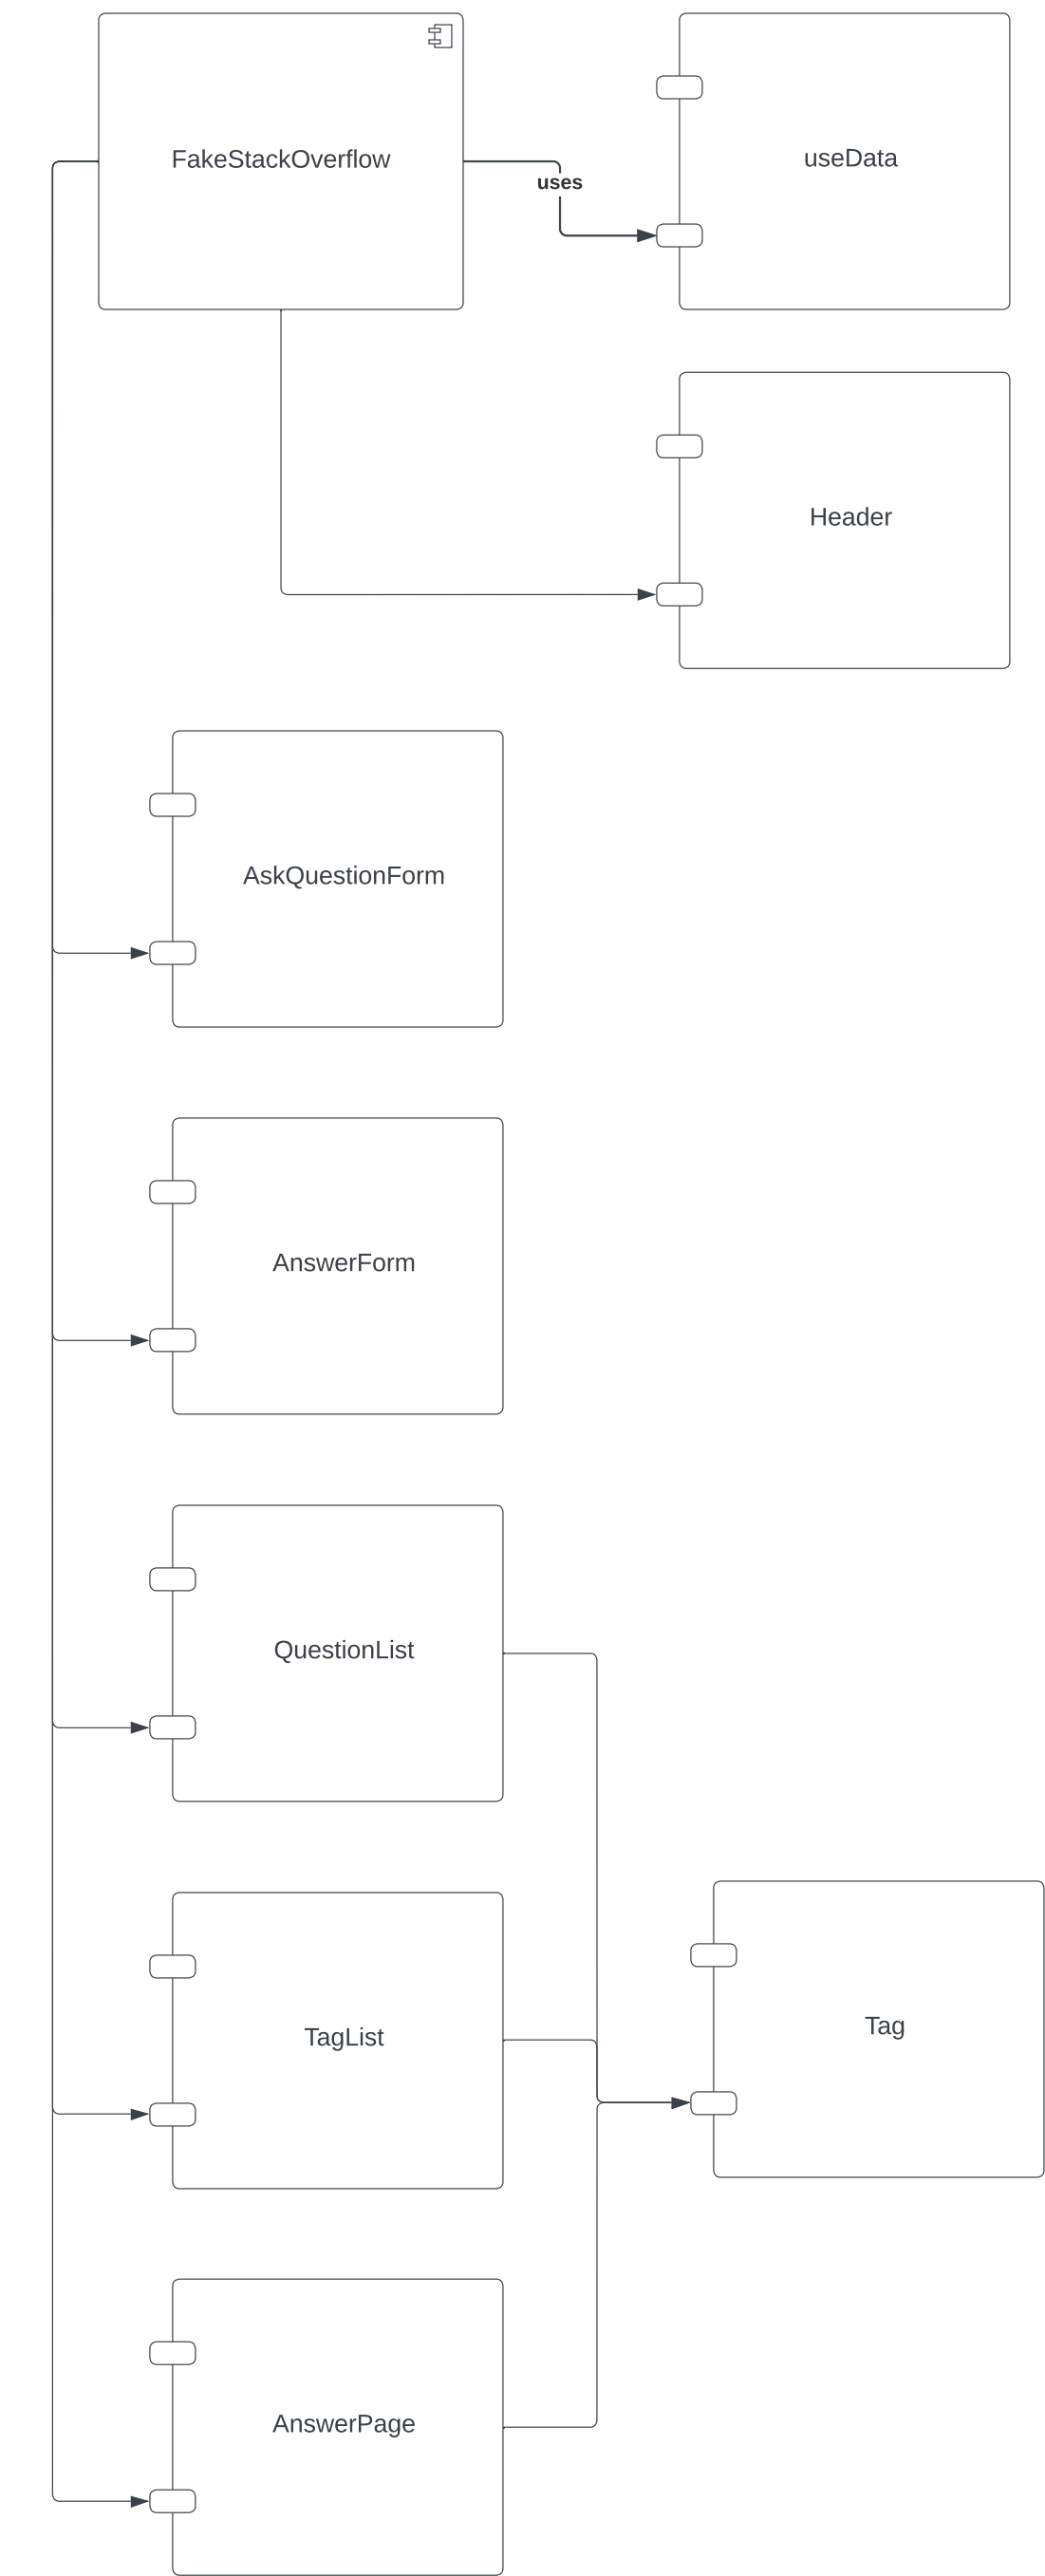 FakeStackOverflow
useData
uses
Header
AskQuestionForm
AnswerForm
QuestionList
Tag
TagList
AnswerPage